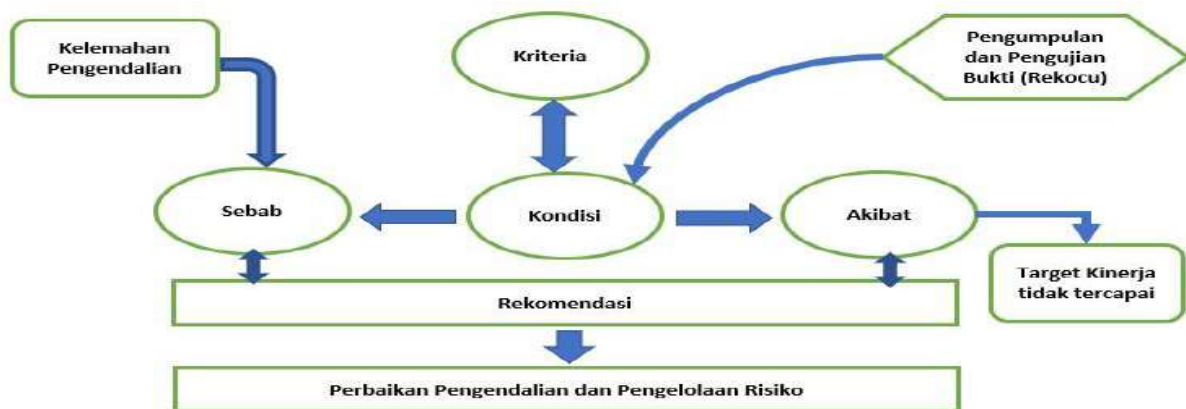 Kelemahan
Pengendalian
Kriteria
Pengumpulan
dan Pengujian
Bukti (Rekocu)
Sebab
Kondisi
Akibat
Target Kinerja
tidak tercapai
Rekomendasi
Perbaikan Pengendalian dan Pengelolaan Risiko